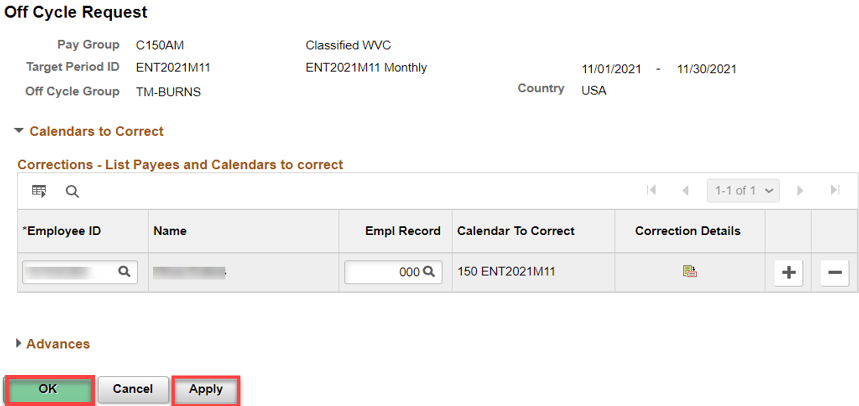 Off Cycle Request
Pay Group C150AM Classified WVC
Target Period ID ENT2021M11 ENT2021M11 Monthly 11/01/2021 - 11/30/2021
Off Cycle Group TM-BURNS Country USA
Calendars to Correct
Corrections - List Payees and Calendars to correct
1-1 of 1
*Employee ID Name Empl Record Calendar To Correct Correction Details
000 150 ENT2021M11
Advances
OK Cancel Apply